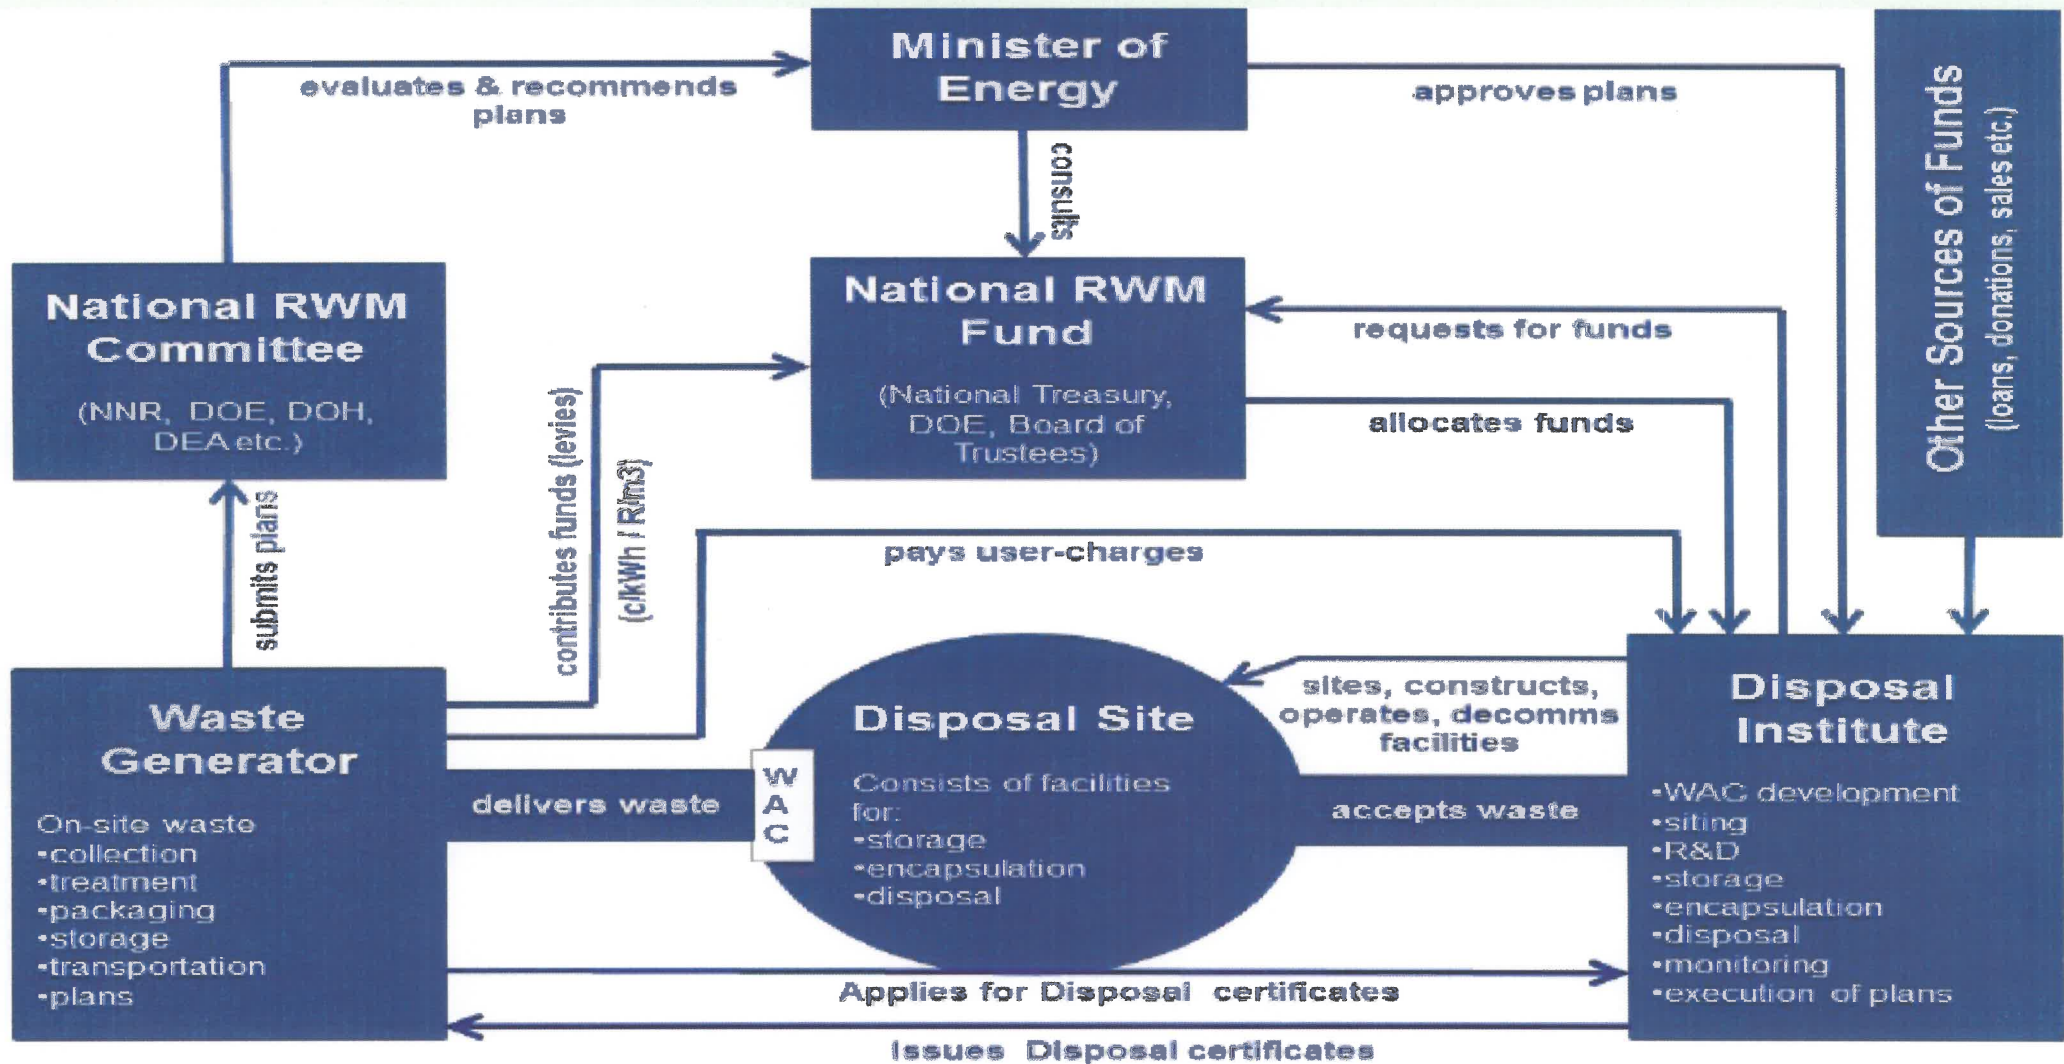 Minister of
Energy
evaluates & recommends
plans
approves plans
consults
Other Sources of Funds
(loans, donations, sales etc.)
National RWM
Committee
(NNR, DOE, DOH,
DEA etc.)
National RWM
Fund
(National Treasury,
DOE, Board of
Trustees)
requests for funds
allocates funds
contributes funds (levies)
(c/kWh / R/m3)
submits plans
pays user-charges
Waste
Generator
On-site waste
•collection
•treatment
•packaging
•storage
•transportation
•plans
delivers waste
W
A
C
Disposal Site
Consists of facilities
for:
•storage
•encapsulation
•disposal
sites, constructs,
operates, decomms
facilities
accepts waste
Disposal
Institute
•WAC development
•siting
•R&D
•storage
•encapsulation
•disposal
•monitoring
•execution of plans
Applies for Disposal certificates
Issues Disposal certificates